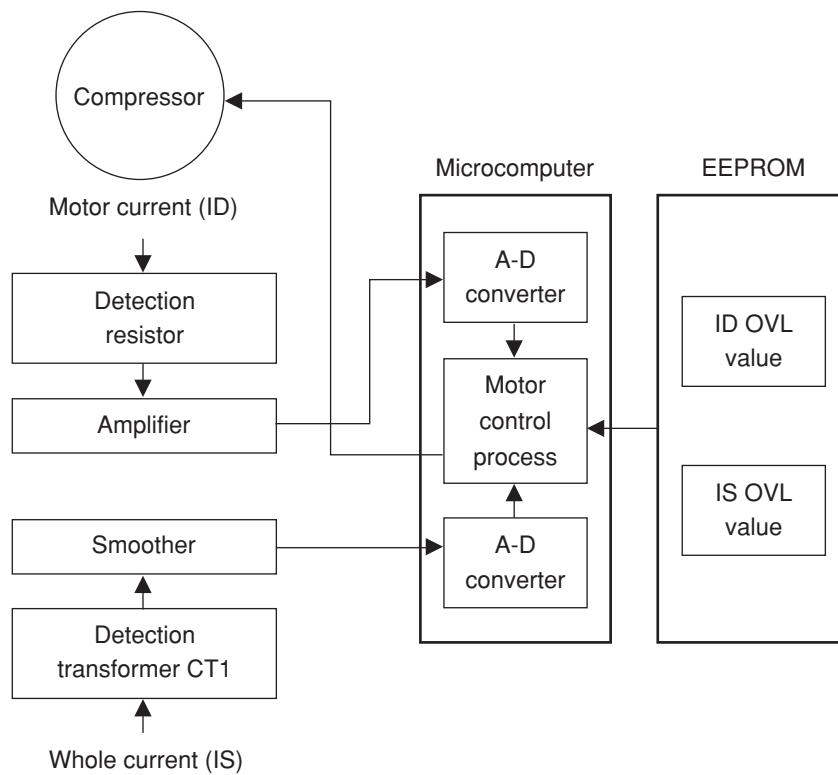 Compressor
Motor current (ID)
Detection
resistor
Amplifier
Smoother
Detection
transformer CT1
Whole current (IS)
Microcomputer
A-D
converter
Motor
control
process
A-D
converter
EEPROM
ID OVL
value
IS OVL
value